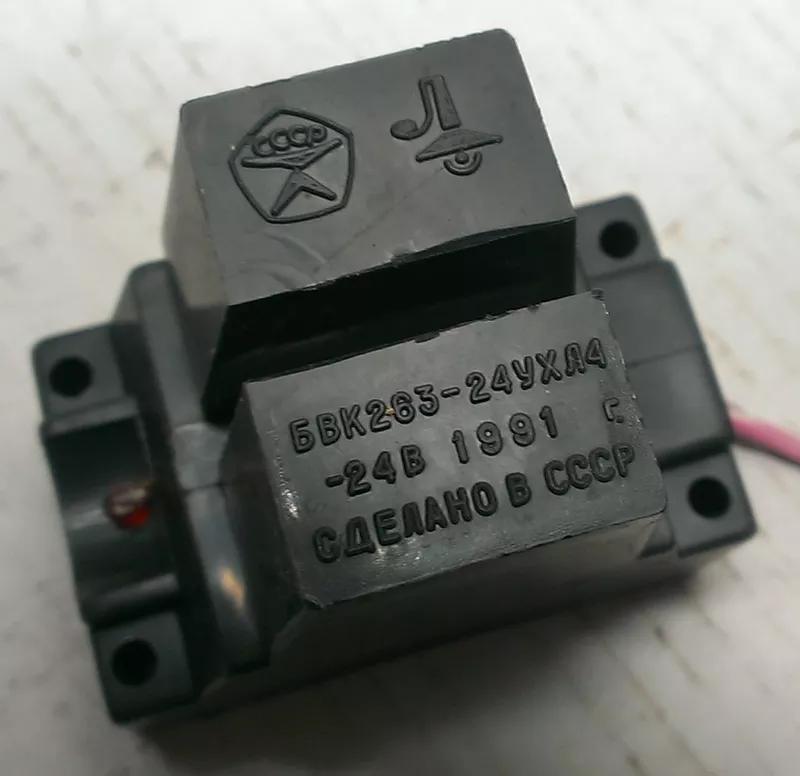 СССР
Л
БВК263-24УХЛ4
-24В 1991 г.
СДЕЛАНО В СССР